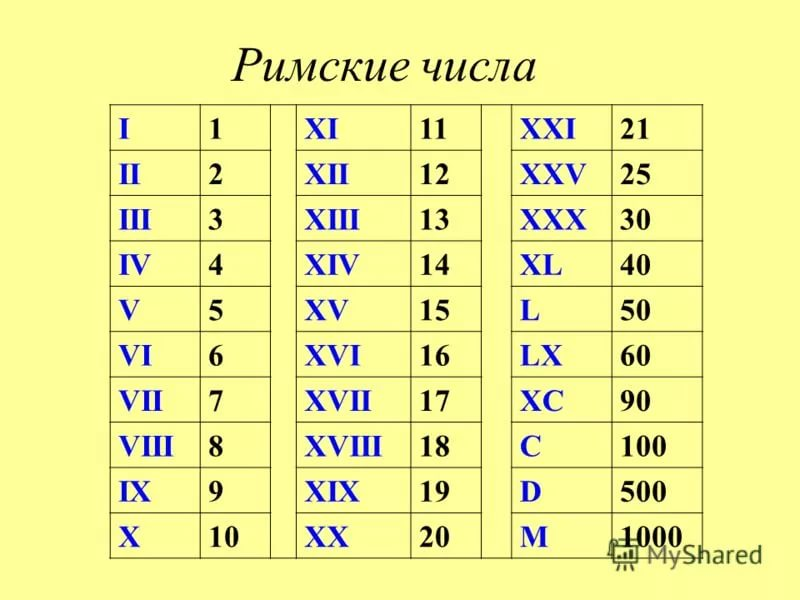 Римские числа
I 1 XI 11 XXI 21
II 2 XII 12 XXV 25
III 3 XIII 13 XXX 30
IV 4 XIV 14 XL 40
V 5 XV 15 L 50
VI 6 XVI 16 LX 60
VII 7 XVII 17 XC 90
VIII 8 XVIII 18 C 100
IX 9 XIX 19 D 500
X 10 XX 20 M 1000
MyShared